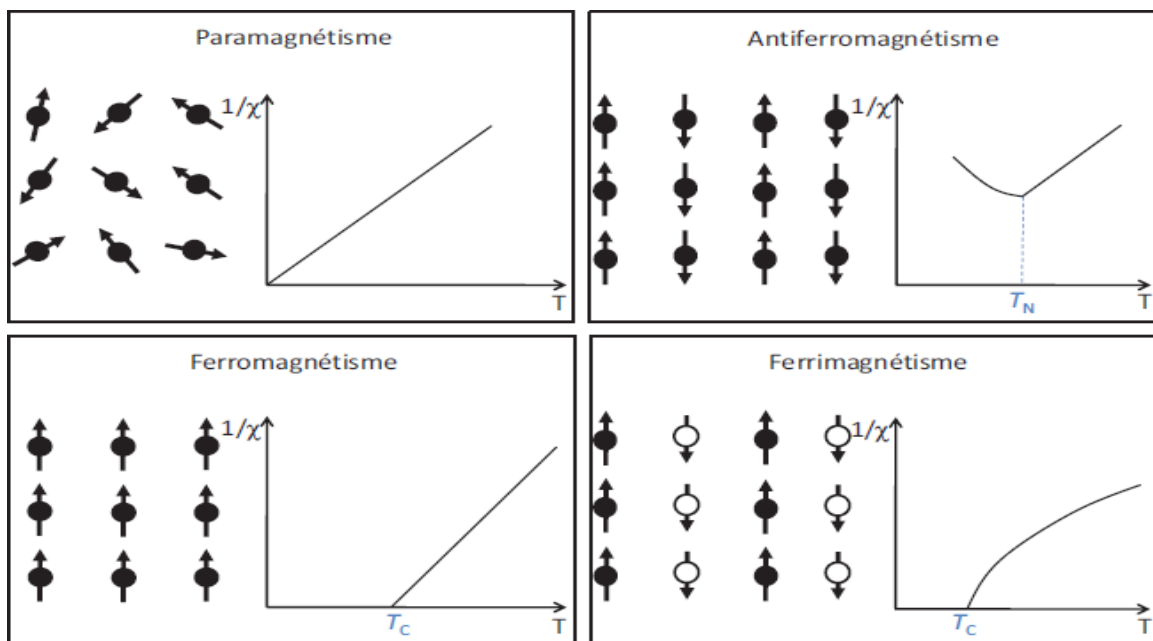 Paramagnétisme
1/χ
T
Antiferromagnétisme
1/χ
T_N
T
Ferromagnétisme
1/χ
T_C
T
Ferrimagnétisme
1/χ
T_C
T